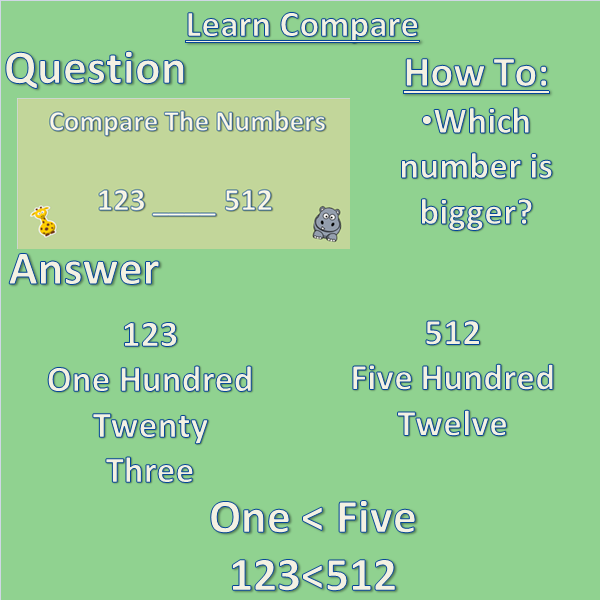 Learn Compare
Question
How To:
Compare The Numbers
123 ____ 512
•Which
number is
bigger?
Answer
123
One Hundred
Twenty
Three
512
Five Hundred
Twelve
One < Five
123<512